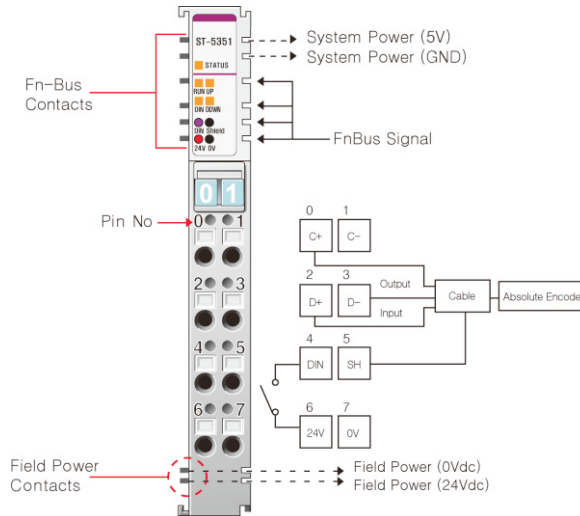 ST-5351
STATUS
RUN UP
DIN DOWN
DIN Shield
24V 0V
System Power (5V)
System Power (GND)
Fn-Bus
Contacts
FnBus Signal
0 1
Pin No
0 1
2 3
4 5
6 7
0 1
C+ C-
2 3
D+ D-
Output
Input
Cable
Absolute Encode
4 5
DIN SH
6 7
24V 0V
Field Power
Contacts
Field Power (0Vdc)
Field Power (24Vdc)